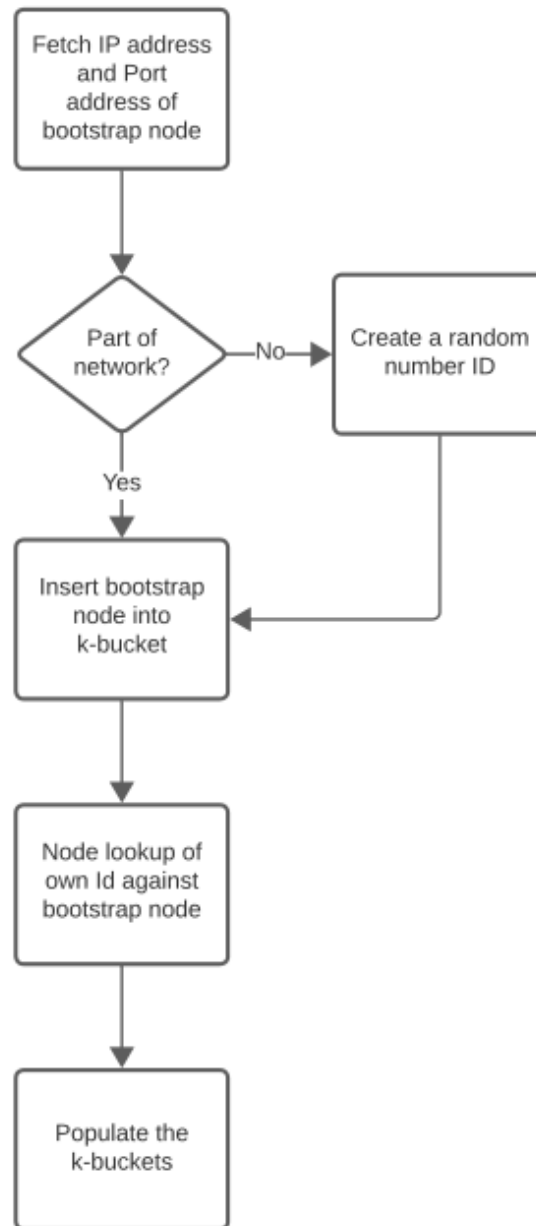 Fetch IP address
and Port
address of
bootstrap node
Part of
network?
No
Create a random
number ID
Yes
Insert bootstrap
node into
k-bucket
Node lookup of
own Id against
bootstrap node
Populate the
k-buckets